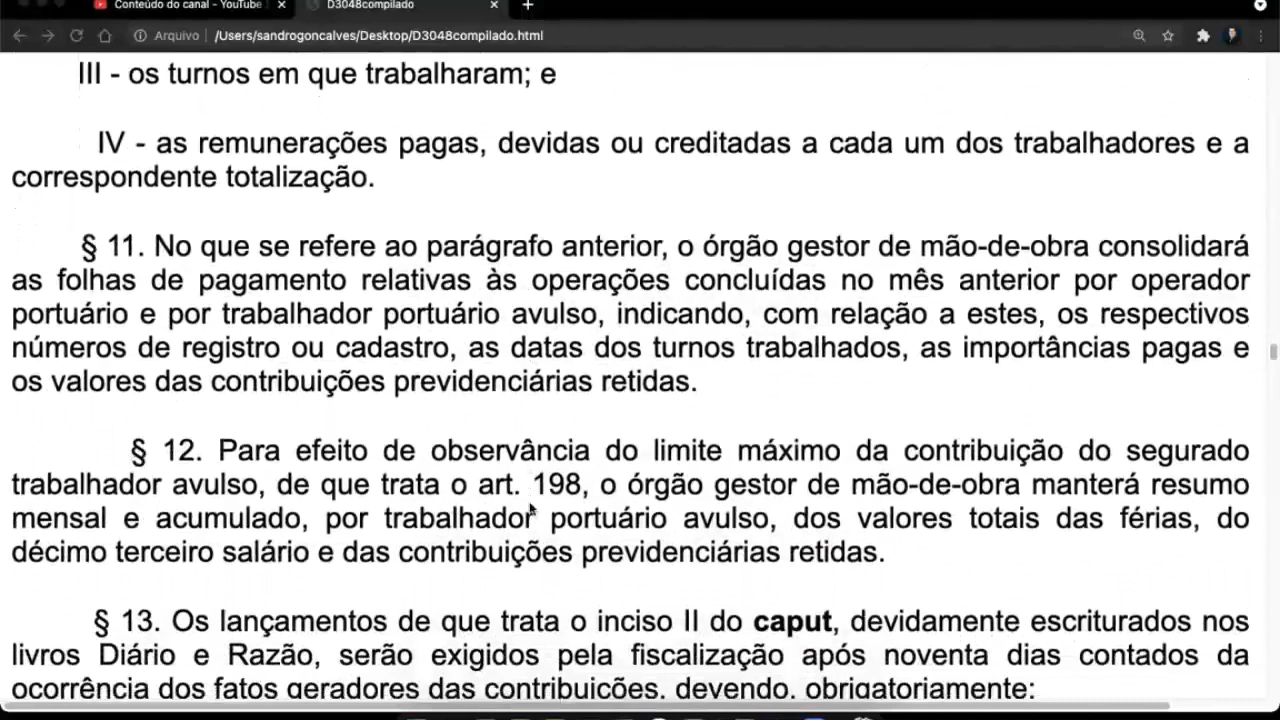 Conteúdo do canal - YouTube
D3048compilado
Arquivo /Users/sandrogoncalves/Desktop/D3048compilado.html
III - os turnos em que trabalharam; e
IV - as remunerações pagas, devidas ou creditadas a cada um dos trabalhadores e a
correspondente totalização.
§ 11. No que se refere ao parágrafo anterior, o órgão gestor de mão-de-obra consolidará
as folhas de pagamento relativas às operações concluídas no mês anterior por operador
portuário e por trabalhador portuário avulso, indicando, com relação a estes, os respectivos
números de registro ou cadastro, as datas dos turnos trabalhados, as importâncias pagas e
os valores das contribuições previdenciárias retidas.
§ 12. Para efeito de observância do limite máximo da contribuição do segurado
trabalhador avulso, de que trata o art. 198, o órgão gestor de mão-de-obra manterá resumo
mensal e acumulado, por trabalhador portuário avulso, dos valores totais das férias, do
décimo terceiro salário e das contribuições previdenciárias retidas.
§ 13. Os lançamentos de que trata o inciso II do caput, devidamente escriturados nos
livros Diário e Razão, serão exigidos pela fiscalização após noventa dias contados da
ocorrência dos fatos geradores das contribuições, devendo, obrigatoriamente: